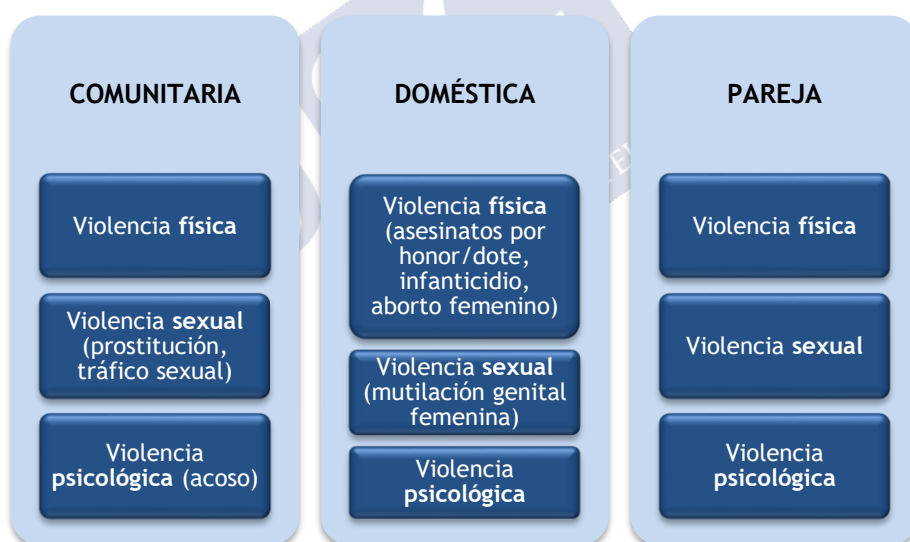 COMUNITARIA
Violencia física
Violencia sexual
(prostitución,
tráfico sexual)
Violencia
psicológica (acoso)
DOMÉSTICA
Violencia física
(asesinatos por
honor/dote,
infanticidio,
aborto femenino)
Violencia sexual
(mutilación genital
femenina)
Violencia
psicológica
PAREJA
Violencia física
Violencia sexual
Violencia
psicológica